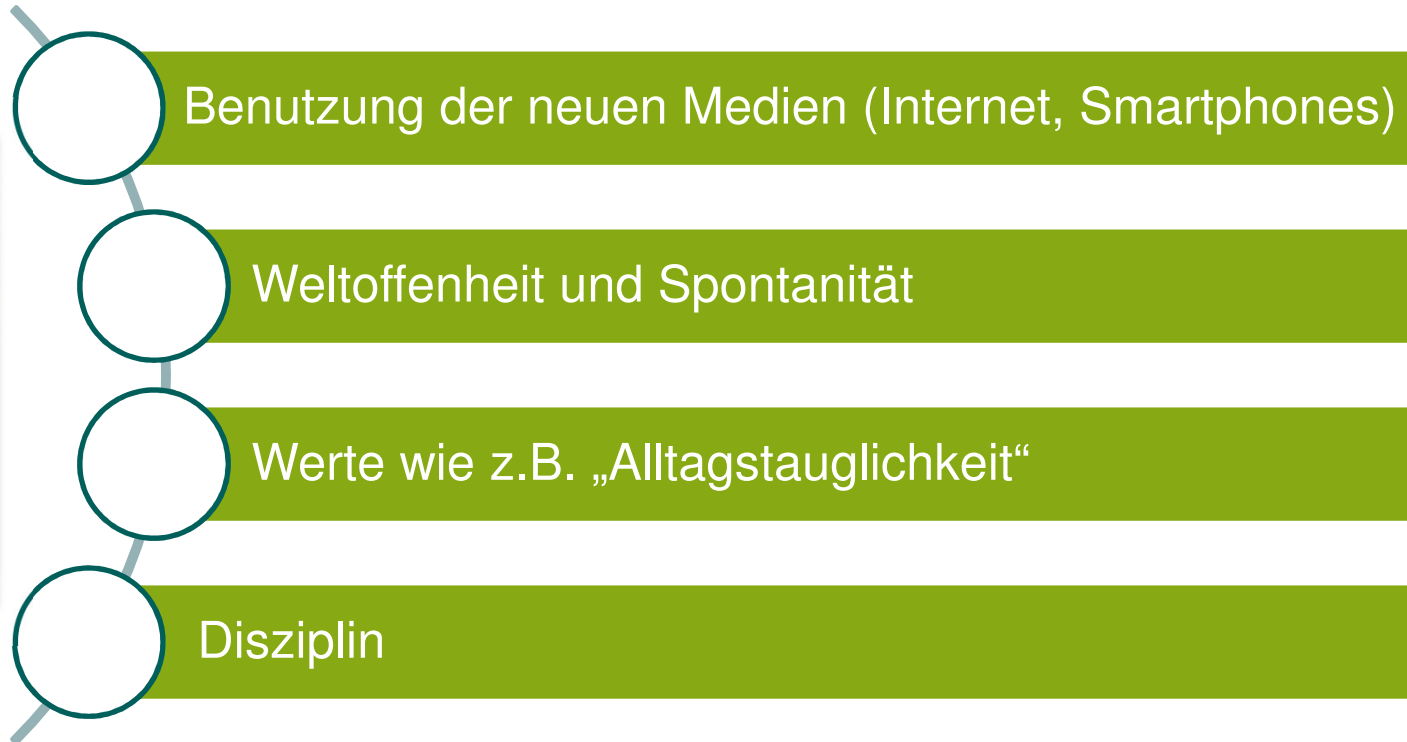 Benutzung der neuen Medien (Internet, Smartphones)
Weltoffenheit und Spontanität
Werte wie z.B. „Alltagstauglichkeit“
Disziplin